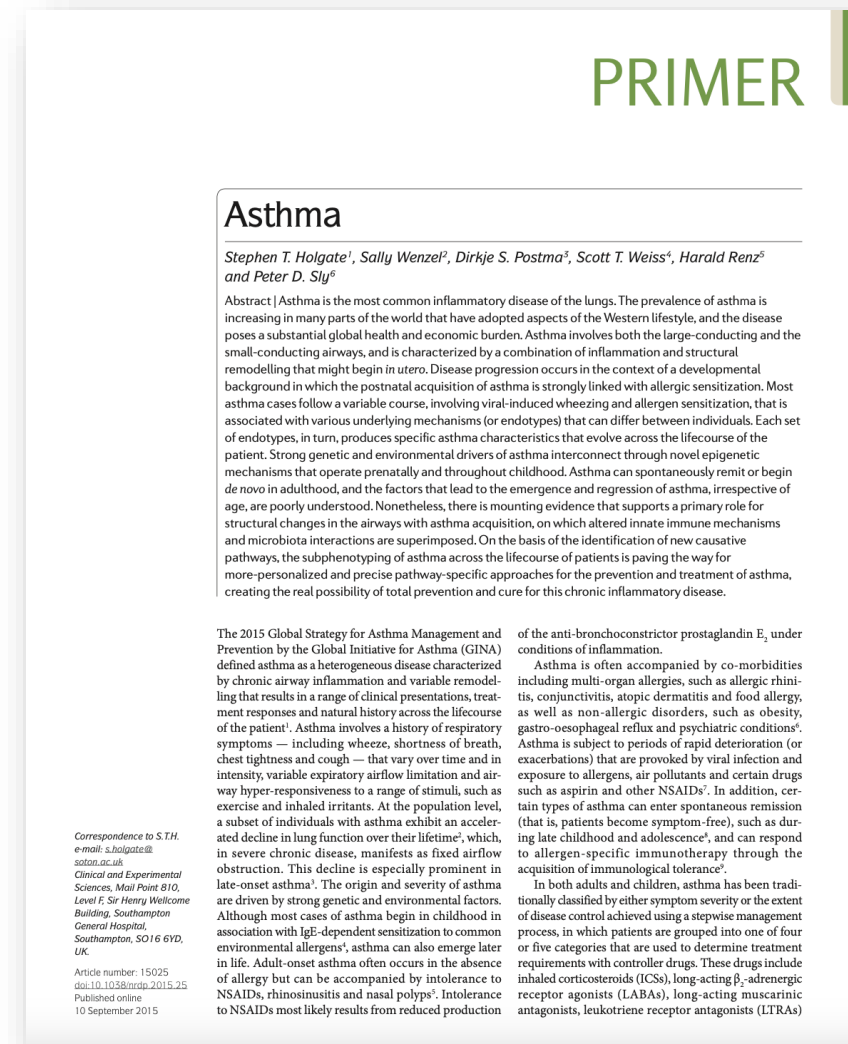 PRIMER
Asthma
Stephen T. Holgate¹, Sally Wenzel², Dirkje S. Postma³, Scott T. Weiss⁴, Harald Renz⁵
and Peter D. Sly⁶
Abstract | Asthma is the most common inflammatory disease of the lungs. The prevalence of asthma is
increasing in many parts of the world that have adopted aspects of the Western lifestyle, and the disease
poses a substantial global health and economic burden. Asthma involves both the large-conducting and the
small-conducting airways, and is characterized by a combination of inflammation and structural
remodelling that might begin in utero. Disease progression occurs in the context of a developmental
background in which the postnatal acquisition of asthma is strongly linked with allergic sensitization. Most
asthma cases follow a variable course, involving viral-induced wheezing and allergen sensitization, that is
associated with various underlying mechanisms (or endotypes) that can differ between individuals. Each set
of endotypes, in turn, produces specific asthma characteristics that evolve across the lifecourse of the
patient. Strong genetic and environmental drivers of asthma interconnect through novel epigenetic
mechanisms that operate prenatally and throughout childhood. Asthma can spontaneously remit or begin
de novo in adulthood, and the factors that lead to the emergence and regression of asthma, irrespective of
age, are poorly understood. Nonetheless, there is mounting evidence that supports a primary role for
structural changes in the airways with asthma acquisition, on which altered innate immune mechanisms
and microbiota interactions are superimposed. On the basis of the identification of new causative
pathways, the subphenotyping of asthma across the lifecourse of patients is paving the way for
more-personalized and precise pathway-specific approaches for the prevention and treatment of asthma,
creating the real possibility of total prevention and cure for this chronic inflammatory disease.
The 2015 Global Strategy for Asthma Management and
Prevention by the Global Initiative for Asthma (GINA)
defined asthma as a heterogeneous disease characterized
by chronic airway inflammation and variable remodel-
ling that results in a range of clinical presentations, treat-
ment responses and natural history across the lifecourse
of the patient¹. Asthma involves a history of respiratory
symptoms — including wheeze, shortness of breath,
chest tightness and cough — that vary over time and in
intensity, variable expiratory airflow limitation and air-
way hyper-responsiveness to a range of stimuli, such as
exercise and inhaled irritants. At the population level,
a subset of individuals with asthma exhibit an acceler-
ated decline in lung function over their lifetime², which,
in severe chronic disease, manifests as fixed airflow
obstruction. This decline is especially prominent in
late-onset asthma³. The origin and severity of asthma
are driven by strong genetic and environmental factors.
Although most cases of asthma begin in childhood in
association with IgE-dependent sensitization to common
environmental allergens⁴, asthma can also emerge later
in life. Adult-onset asthma often occurs in the absence
of allergy but can be accompanied by intolerance to
NSAIDs, rhinosinusitis and nasal polyps⁵. Intolerance
to NSAIDs most likely results from reduced production
of the anti-bronchoconstrictor prostaglandin E₂ under
conditions of inflammation.
Asthma is often accompanied by co-morbidities
including multi-organ allergies, such as allergic rhini-
tis, conjunctivitis, atopic dermatitis and food allergy,
as well as non-allergic disorders, such as obesity,
gastro-oesophageal reflux and psychiatric conditions⁶.
Asthma is subject to periods of rapid deterioration (or
exacerbations) that are provoked by viral infection and
exposure to allergens, air pollutants and certain drugs
such as aspirin and other NSAIDs⁷. In addition, cer-
tain types of asthma can enter spontaneous remission
(that is, patients become symptom-free), such as dur-
ing late childhood and adolescence⁸, and can respond
to allergen-specific immunotherapy through the
acquisition of immunological tolerance⁹.
In both adults and children, asthma has been tradi-
tionally classified by either symptom severity or the extent
of disease control achieved using a stepwise management
process, in which patients are grouped into one of four
or five categories that are used to determine treatment
requirements with controller drugs. These drugs include
inhaled corticosteroids (ICSs), long-acting β₂-adrenergic
receptor agonists (LABAs), long-acting muscarinic
antagonists, leukotriene receptor antagonists (LTRAs)
Correspondence to S.T.H.
e-mail: s.holgate@
soton.ac.uk
Clinical and Experimental
Sciences, Mail Point 810,
Level F, Sir Henry Wellcome
Building, Southampton
General Hospital,
Southampton, SO16 6YD,
UK.
Article number: 15025
doi:10.1038/nrdp.2015.25
Published online
10 September 2015